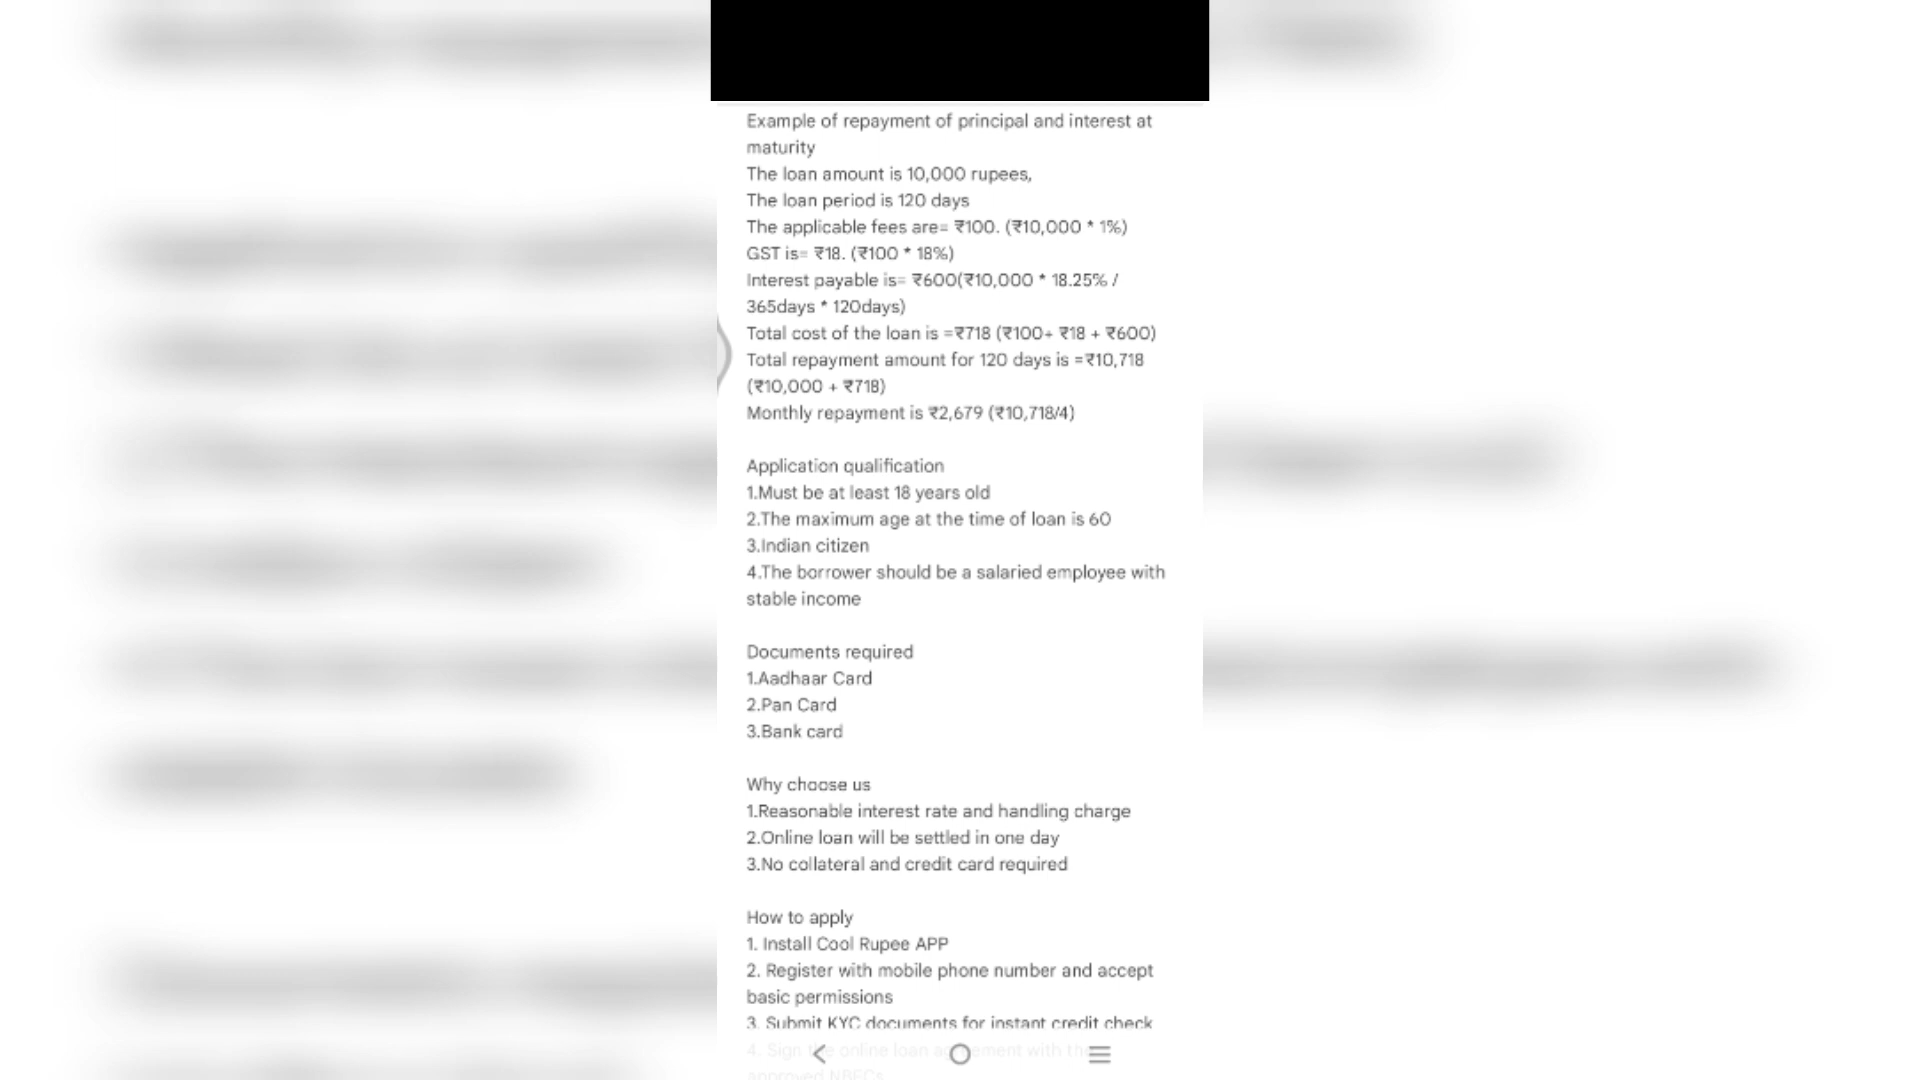 Example of repayment of principal and interest at
maturity
The loan amount is 10,000 rupees,
The loan period is 120 days
The applicable fees are= ₹100. (₹10,000 * 1%)
GST is= ₹18. (₹100 * 18%)
Interest payable is= ₹600(₹10,000 * 18.25% /
365days * 120days)
Total cost of the loan is =₹718 (₹100+ ₹18 + ₹600)
Total repayment amount for 120 days is =₹10,718
(₹10,000 + ₹718)
Monthly repayment is ₹2,679 (₹10,718/4)
Application qualification
1.Must be at least 18 years old
2.The maximum age at the time of loan is 60
3.Indian citizen
4.The borrower should be a salaried employee with
stable income
Documents required
1.Aadhaar Card
2.Pan Card
3.Bank card
Why choose us
1.Reasonable interest rate and handling charge
2.Online loan will be settled in one day
3.No collateral and credit card required
How to apply
1. Install Cool Rupee APP
2. Register with mobile phone number and accept
basic permissions
3. Submit KYC documents for instant credit check
4. Sign the online loan agreement with
approved NBFCs